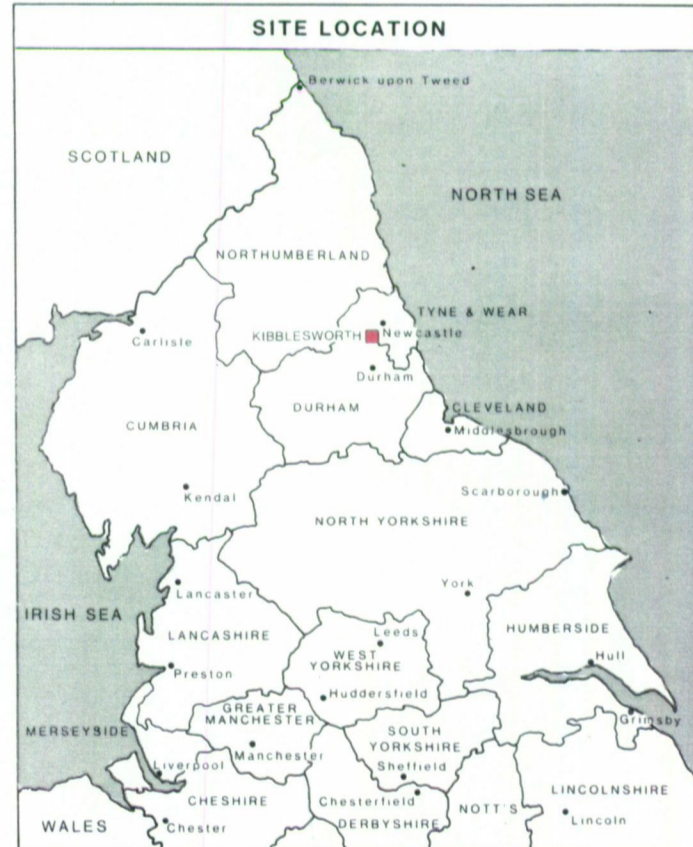 SITE LOCATION
Berwick upon Tweed
SCOTLAND
NORTH SEA
NORTHUMBERLAND
TYNE & WEAR
KIBBLESWORTH
Newcastle
Carlisle
Durham
DURHAM
CLEVELAND
CUMBRIA
Middlesbrough
Kendal
Scarborough
NORTH YORKSHIRE
York
Lancaster
IRISH SEA
LANCASHIRE
Leeds
HUMBERSIDE
WEST
YORKSHIRE
Hull
Preston
Huddersfield
GREATER
MANCHESTER
Grimsby
MERSEYSIDE
SOUTH
YORKSHIRE
Manchester
Liverpool
Sheffield
CHESHIRE
Chesterfield
NOTT'S
LINCOLNSHIRE
WALES
Chester
DERBYSHIRE
Lincoln